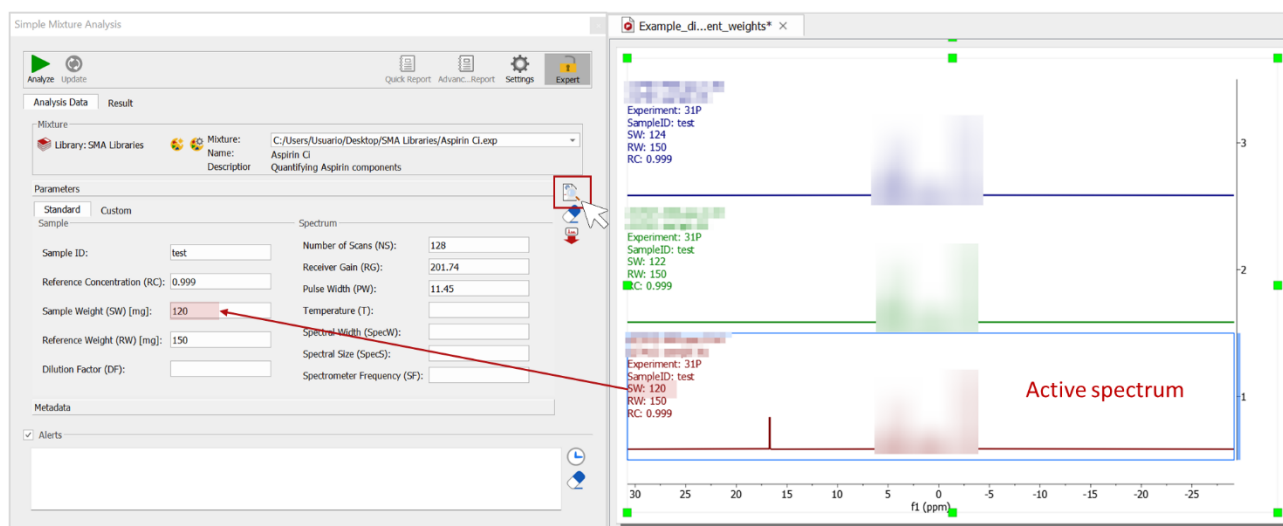 Simple Mixture Analysis
Analyze Update Quick Report Advanc...Report Settings Expert
Analysis Data Result
Mixture
Library: SMA Libraries
Mixture: C:/Users/Usuario/Desktop/SMA Libraries/Aspirin Ci.exp
Name: Aspirin Ci
Descriptior Quantifying Aspirin components
Parameters
Standard Custom
Sample
Sample ID: test
Reference Concentration (RC): 0.999
Sample Weight (SW) [mg]: 120
Reference Weight (RW) [mg]: 150
Dilution Factor (DF):
Spectrum
Number of Scans (NS): 128
Receiver Gain (RG): 201.74
Pulse Width (PW): 11.45
Temperature (T):
Spectral Width (SpecW):
Spectral Size (SpecS):
Spectrometer Frequency (SF):
Metadata
Alerts
Example_di...ent_weights*
Experiment: 31P
SampleID: test
SW: 124
RW: 150
RC: 0.999
3
Experiment: 31P
SampleID: test
SW: 122
RW: 150
RC: 0.999
2
Experiment: 31P
SampleID: test
SW: 120
RW: 150
RC: 0.999
Active spectrum
1
30 25 20 15 10 5 0 -5 -10 -15 -20 -25
f1 (ppm)